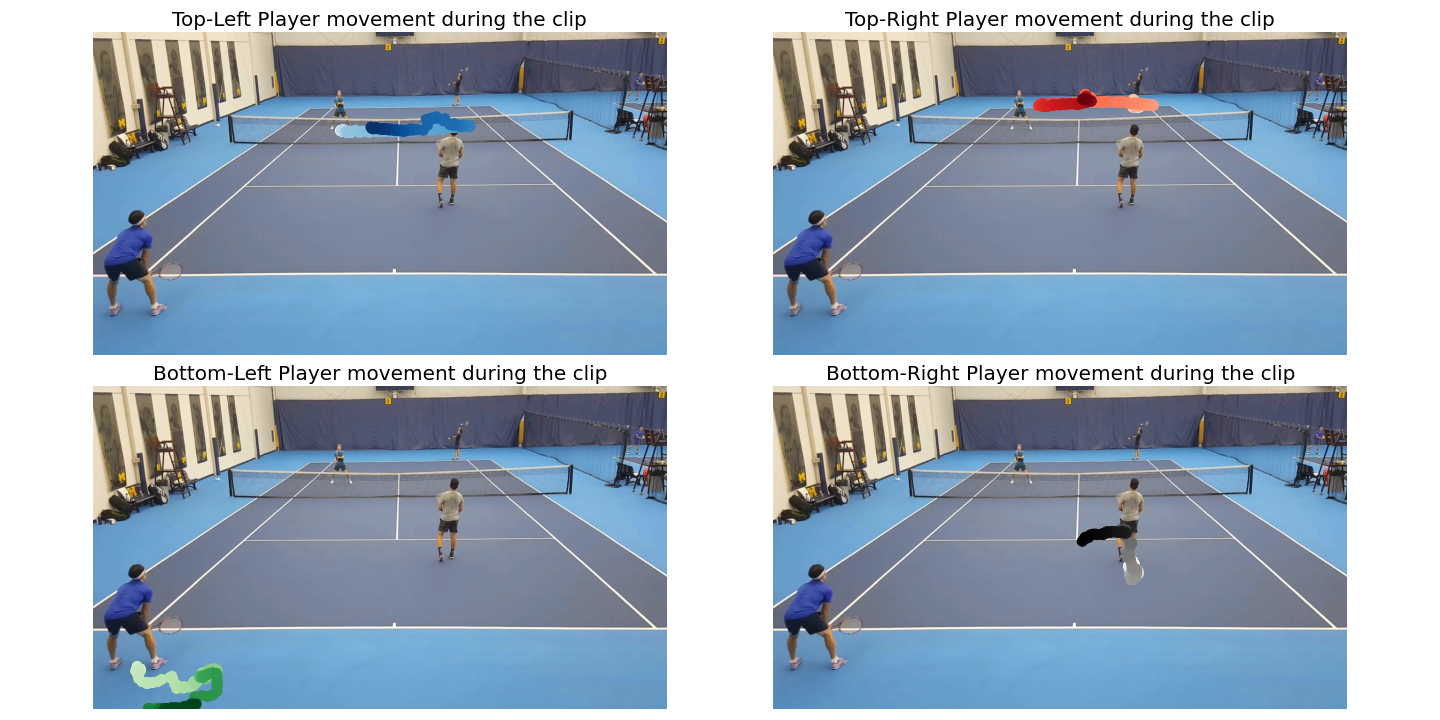 Top-Left Player movement during the clip
Top-Right Player movement during the clip
Bottom-Left Player movement during the clip
Bottom-Right Player movement during the clip